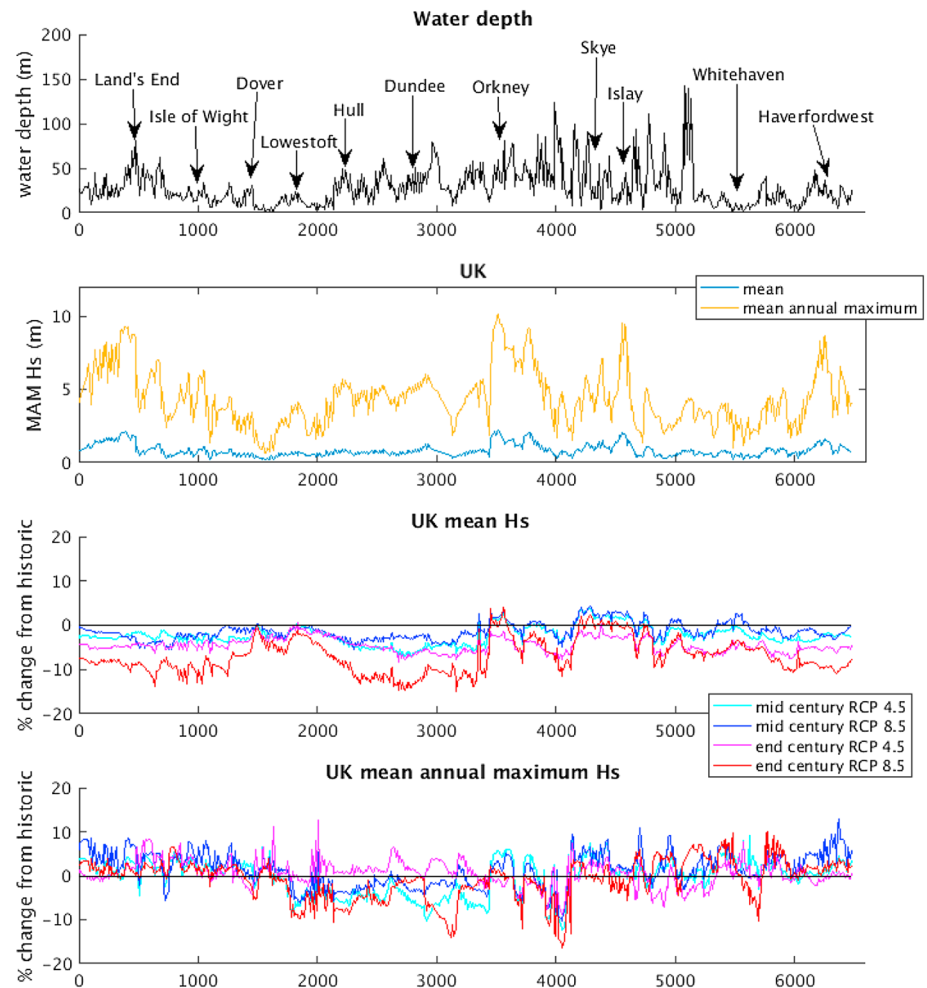 Water depth
200
150
100
50
0
water depth (m)
Land's End
Isle of Wight
Dover
Lowestoft
Hull
Dundee
Orkney
Skye
Islay
Whitehaven
Haverfordwest
0 1000 2000 3000 4000 5000 6000
UK
mean
mean annual maximum
10
5
0
MAM Hs (m)
0 1000 2000 3000 4000 5000 6000
UK mean Hs
20
10
0
-10
-20
% change from historic
0 1000 2000 3000 4000 5000
mid century RCP 4.5
mid century RCP 8.5
end century RCP 4.5
end century RCP 8.5
UK mean annual maximum Hs
20
10
0
-10
-20
% change from historic
0 1000 2000 3000 4000 5000 6000